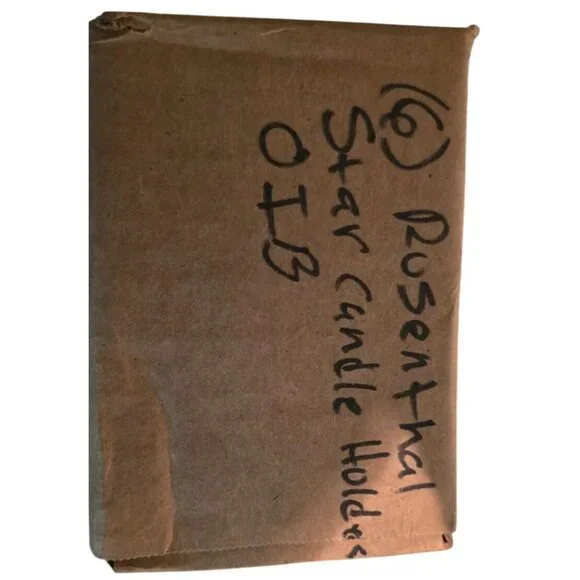 (6) Rosenthal
Star Candle Holders
OIB